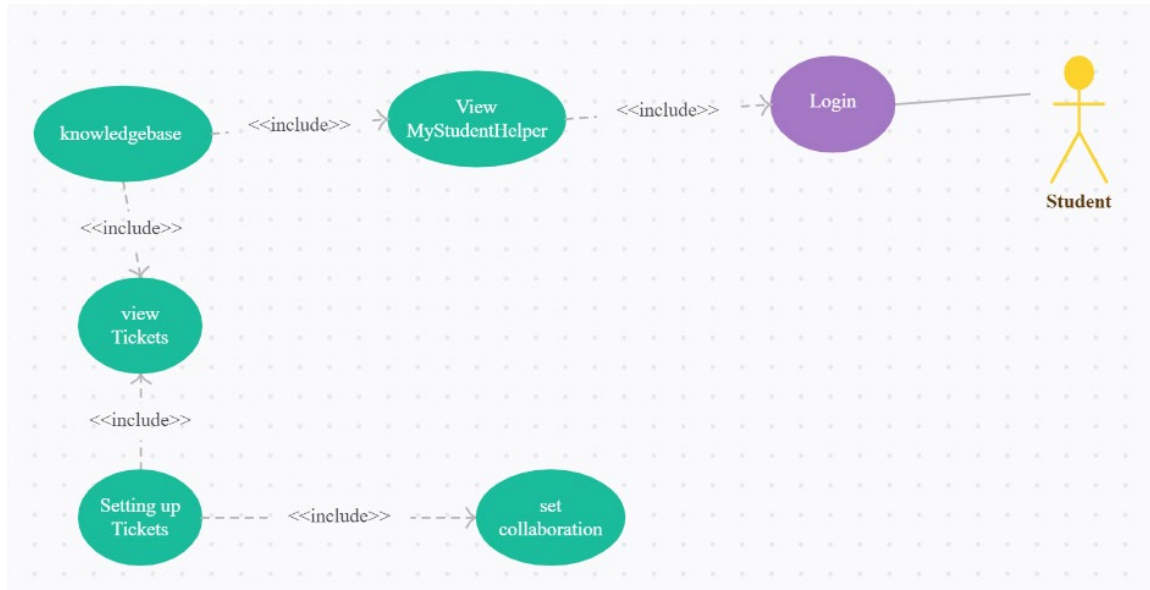 View
MyStudentHelper
Login
<<include>>
<<include>>
knowledgebase
Student
<<include>>
view
Tickets
<<include>>
Setting up
Tickets
<<include>>
set
collaboration